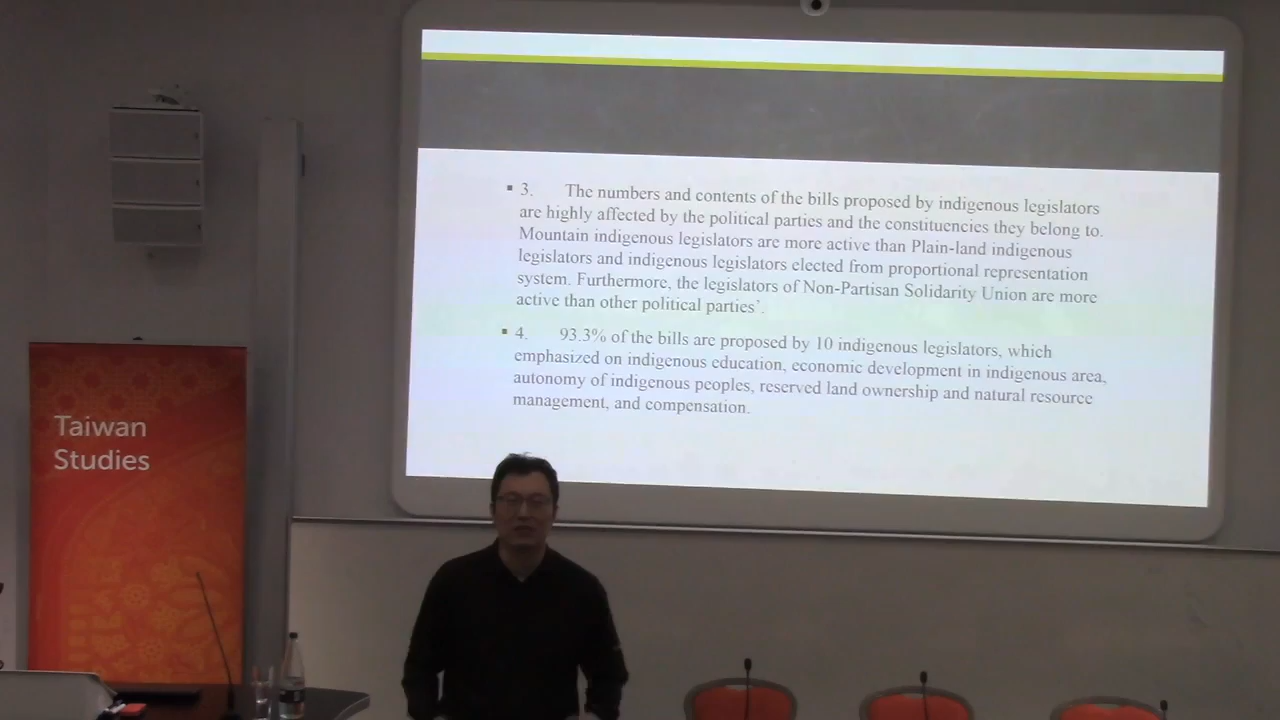 3. The numbers and contents of the bills proposed by indigenous legislators
are highly affected by the political parties and the constituencies they belong to.
Mountain indigenous legislators are more active than Plain-land indigenous
legislators and indigenous legislators elected from proportional representation
system. Furthermore, the legislators of Non-Partisan Solidarity Union are more
active than other political parties’.
4. 93.3% of the bills are proposed by 10 indigenous legislators, which
emphasized on indigenous education, economic development in indigenous area,
autonomy of indigenous peoples, reserved land ownership and natural resource
management, and compensation.
Taiwan
Studies